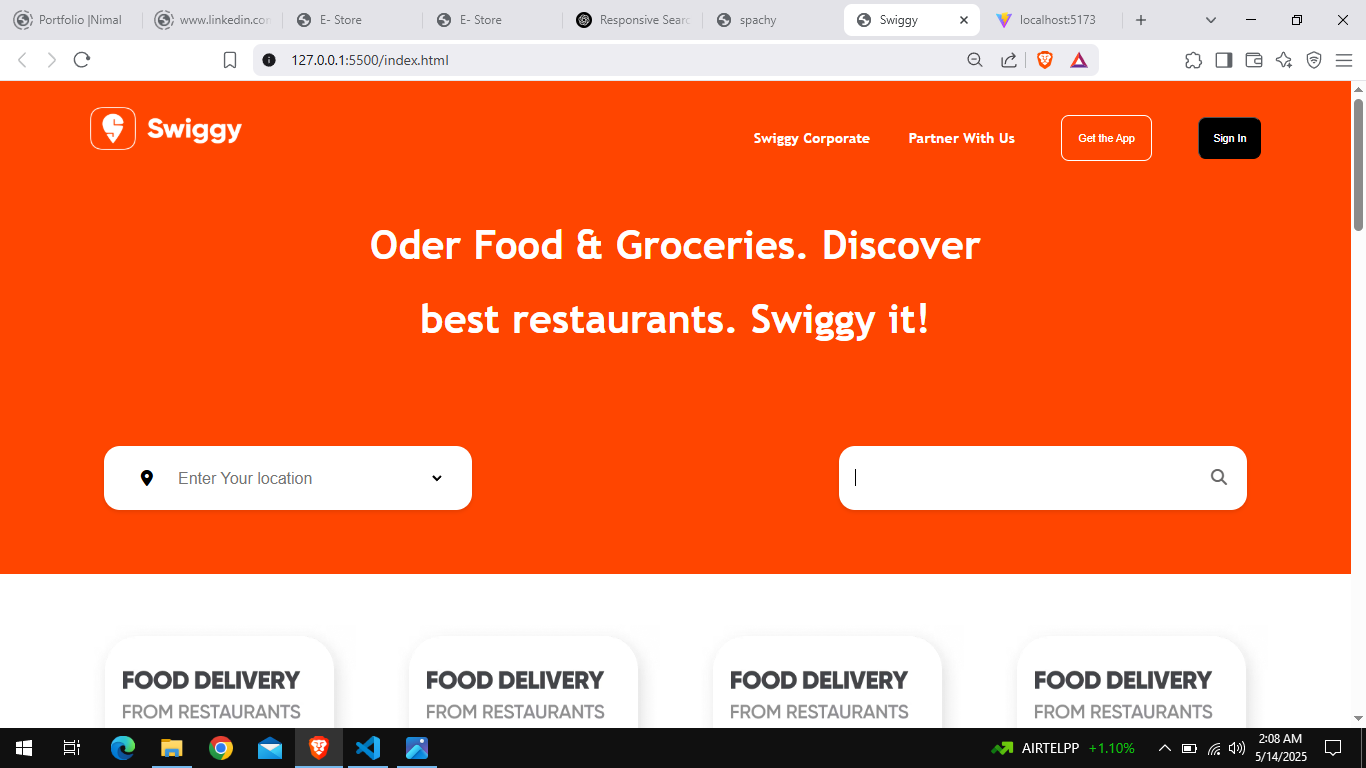 Portfolio |Nimal
www.linkedin.con
E- Store
E- Store
Responsive Sear
spachy
Swiggy
localhost:5173
127.0.0.1:5500/index.html
Swiggy
Swiggy Corporate
Partner With Us
Get the App
Sign In
Oder Food & Groceries. Discover
best restaurants. Swiggy it!
Enter Your location
FOOD DELIVERY FOOD DELIVERY FOOD DELIVERY FOOD DELIVERY
FROM RESTAURANTS FROM RESTAURANTS FROM RESTAURANTS FROM RESTAURANTS
AIRTELPP +1.10%
2:08 AM
5/14/2025